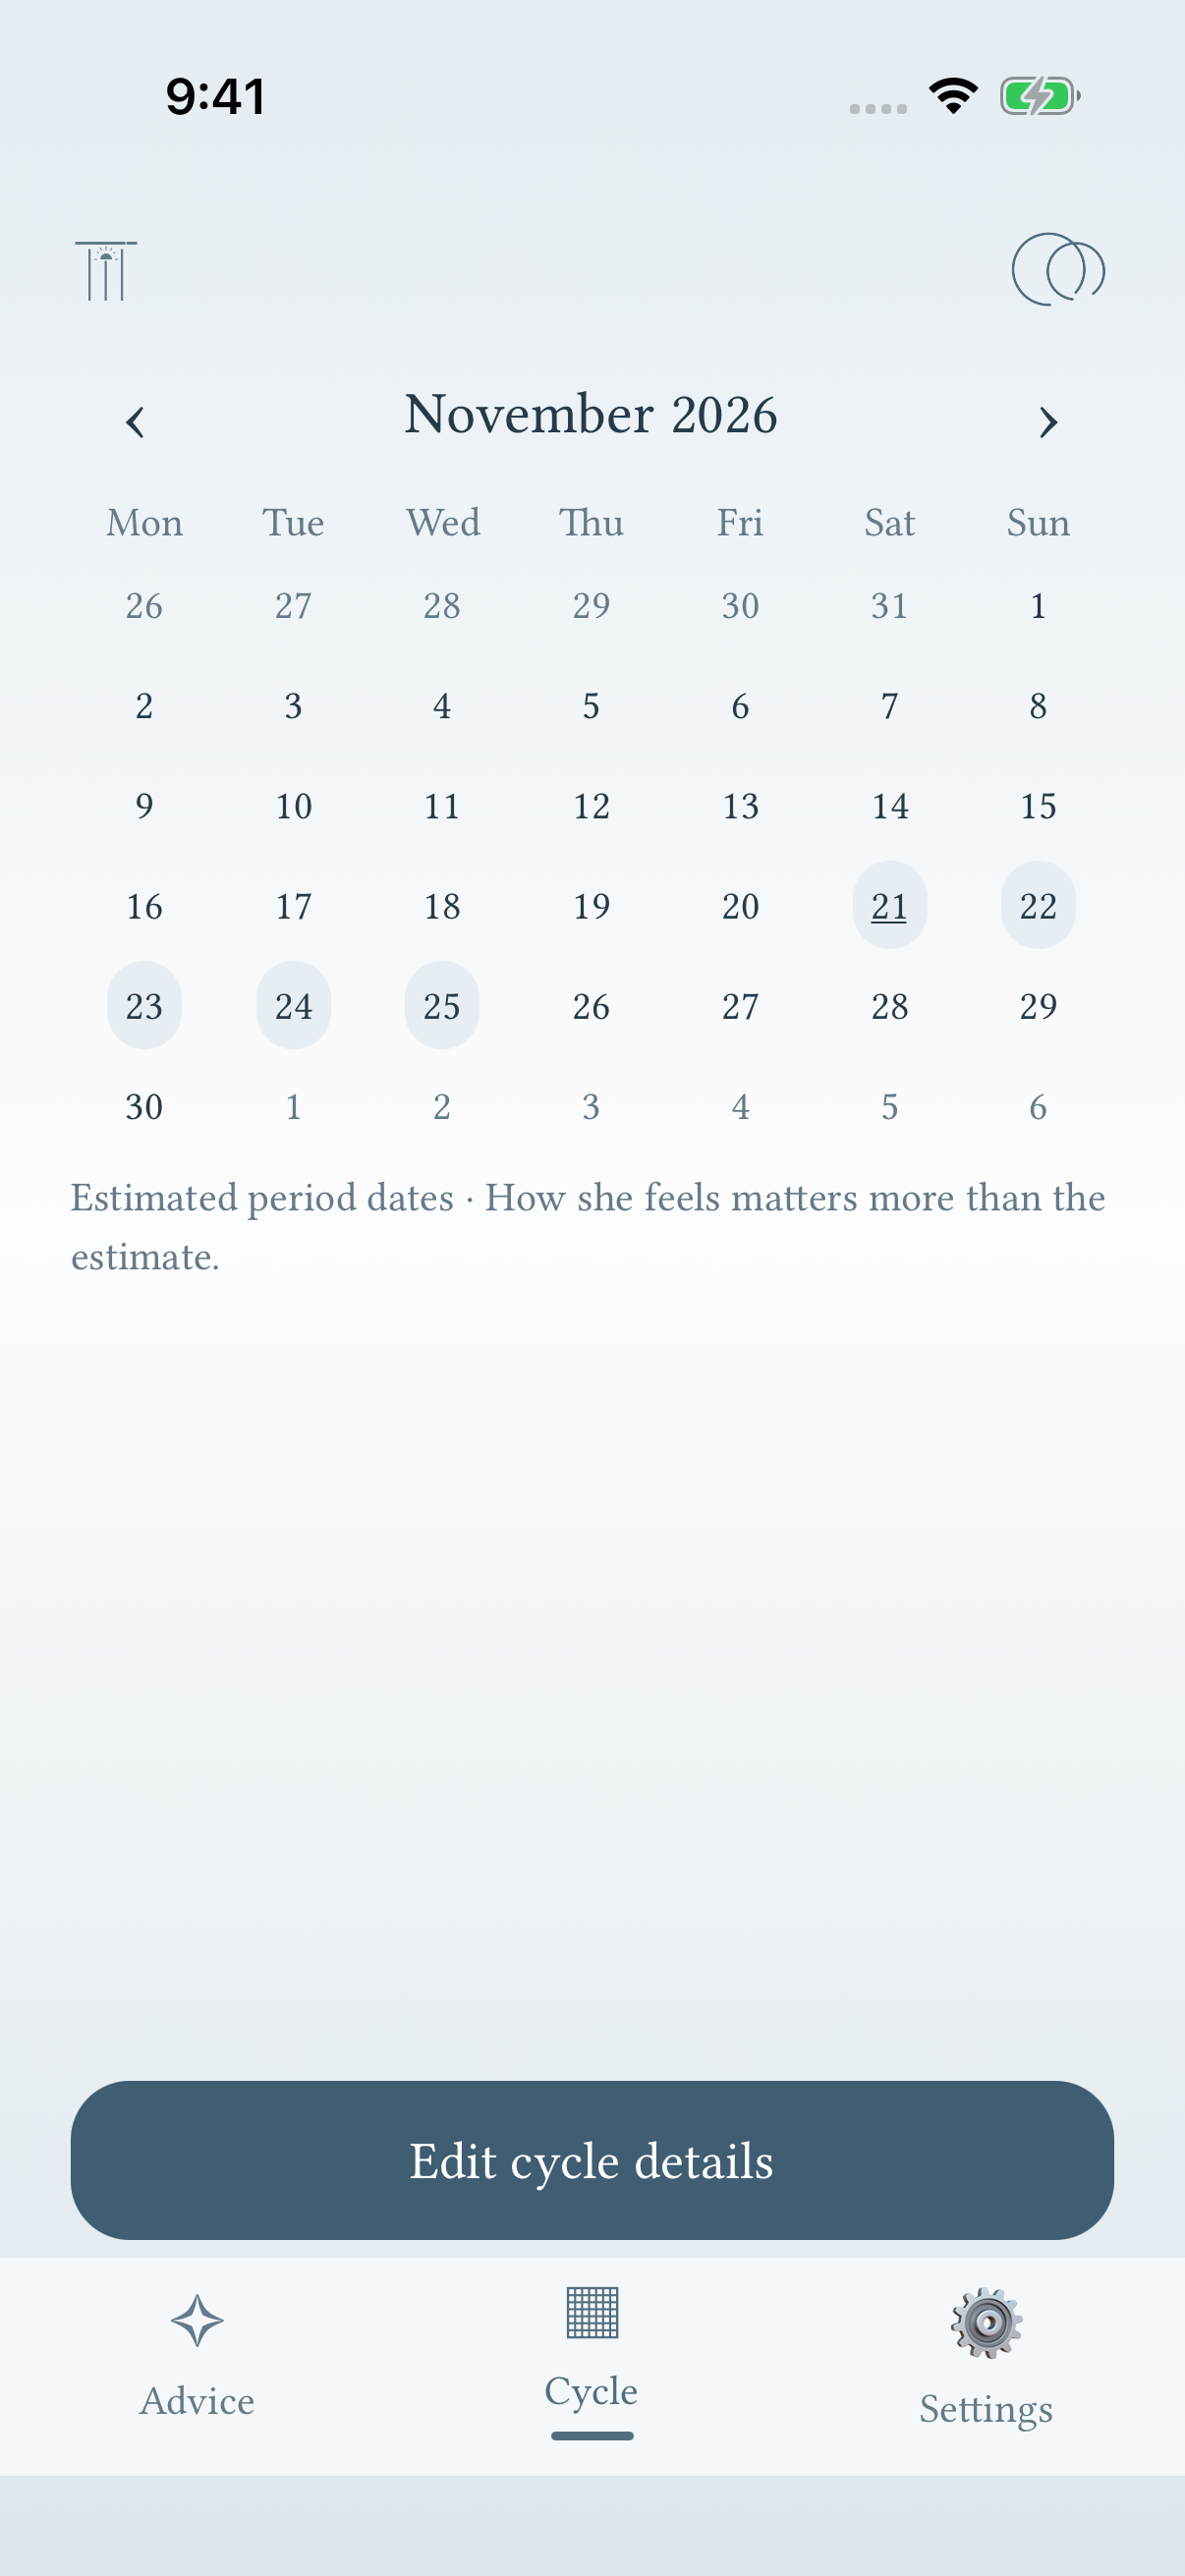 9:41
November 2026
Mon Tue Wed Thu Fri Sat Sun
26 27 28 29 30 31 1
2 3 4 5 6 7 8
9 10 11 12 13 14 15
16 17 18 19 20 21 22
23 24 25 26 27 28 29
30 1 2 3 4 5 6
Estimated period dates · How she feels matters more than the
estimate.
Edit cycle details
Advice Cycle Settings